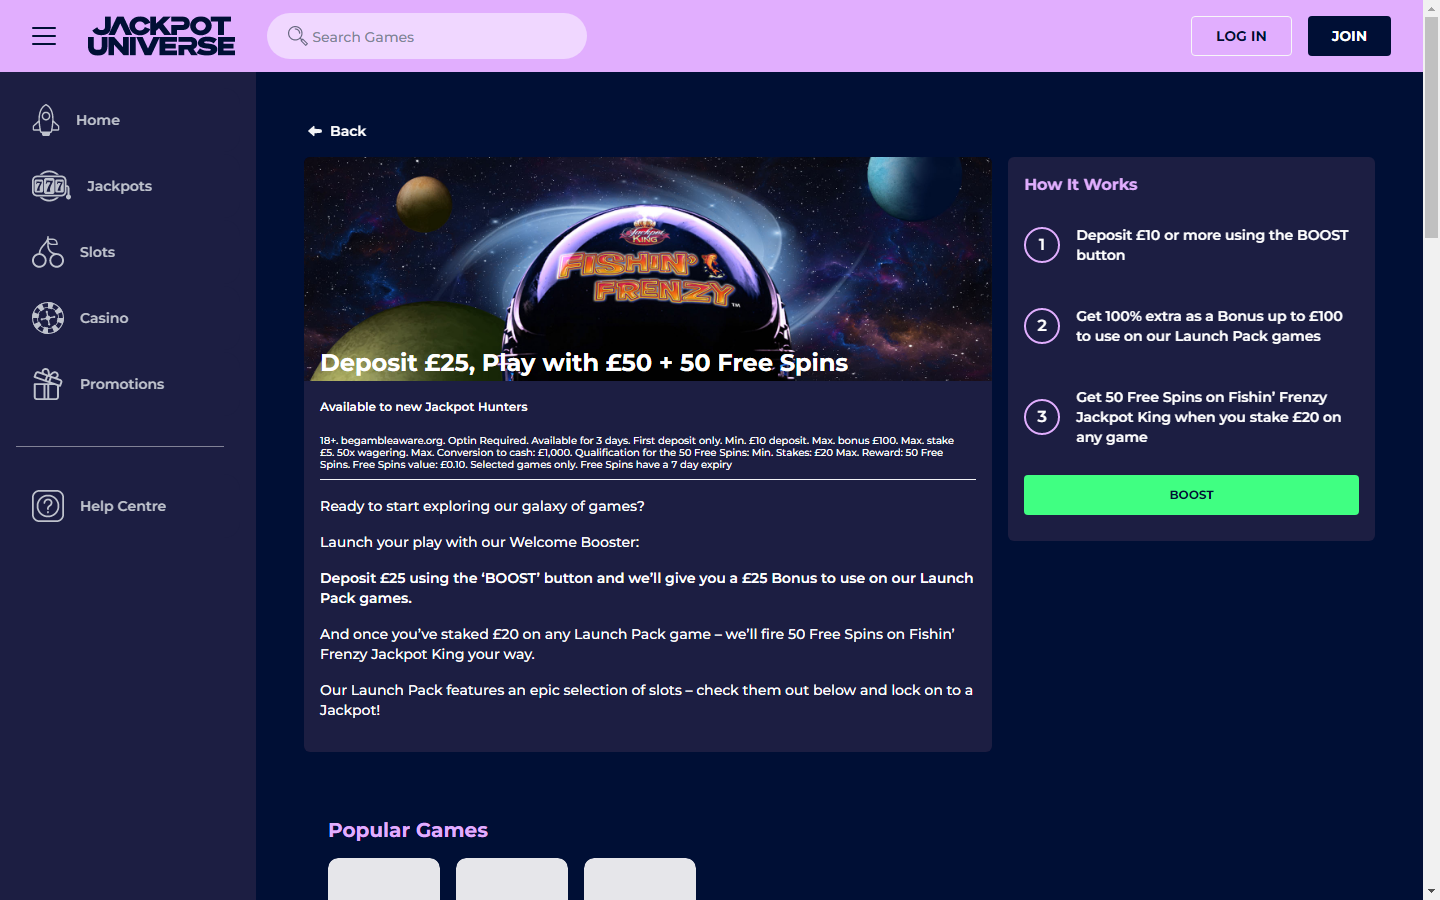 JACKPOT
UNIVERSE
Search Games
LOG IN
JOIN
Home
Jackpots
Slots
Casino
Promotions
Help Centre
Back
777
Jackpot
KING
FISHIN'
FRENZY™
Deposit £25, Play with £50 + 50 Free Spins
Available to new Jackpot Hunters
18+. begambleaware.org. Optin Required. Available for 3 days. First deposit only. Min. £10 deposit. Max. bonus £100. Max. stake
£5. 50x wagering. Max. Conversion to cash: £1,000. Qualification for the 50 Free Spins: Min. Stakes: £20 Max. Reward: 50 Free
Spins. Free Spins value: £0.10. Selected games only. Free Spins have a 7 day expiry
Ready to start exploring our galaxy of games?
Launch your play with our Welcome Booster:
Deposit £25 using the ‘BOOST’ button and we’ll give you a £25 Bonus to use on our Launch
Pack games.
And once you’ve staked £20 on any Launch Pack game – we’ll fire 50 Free Spins on Fishin’
Frenzy Jackpot King your way.
Our Launch Pack features an epic selection of slots – check them out below and lock on to a
Jackpot!
How It Works
1
Deposit £10 or more using the BOOST
button
2
Get 100% extra as a Bonus up to £100
to use on our Launch Pack games
3
Get 50 Free Spins on Fishin’ Frenzy
Jackpot King when you stake £20 on
any game
BOOST
Popular Games